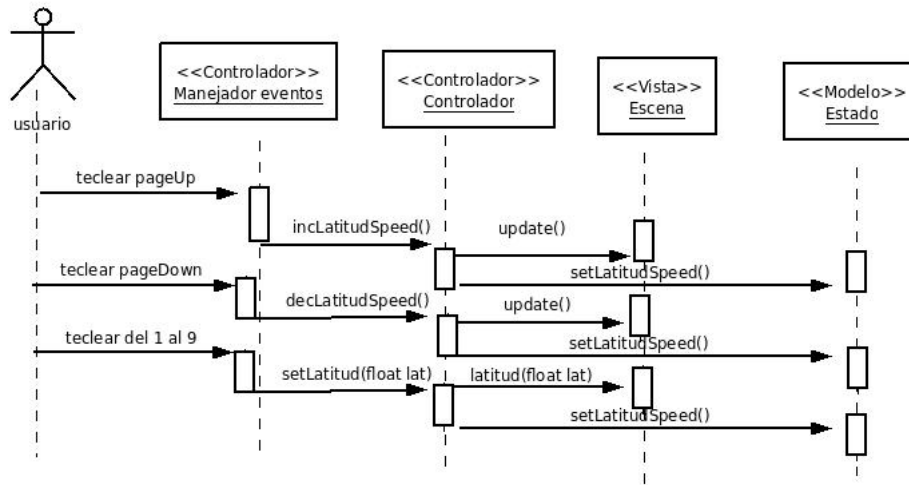 <<Controlador>>
Manejador eventos
<<Controlador>>
Controlador
<<Vista>>
Escena
<<Modelo>>
Estado
usuario
teclear pageUp
incLatitudSpeed()
update()
setLatitudSpeed()
teclear pageDown
decLatitudSpeed()
update()
setLatitudSpeed()
teclear del 1 al 9
setLatitud(float lat)
latitud(float lat)
setLatitudSpeed()